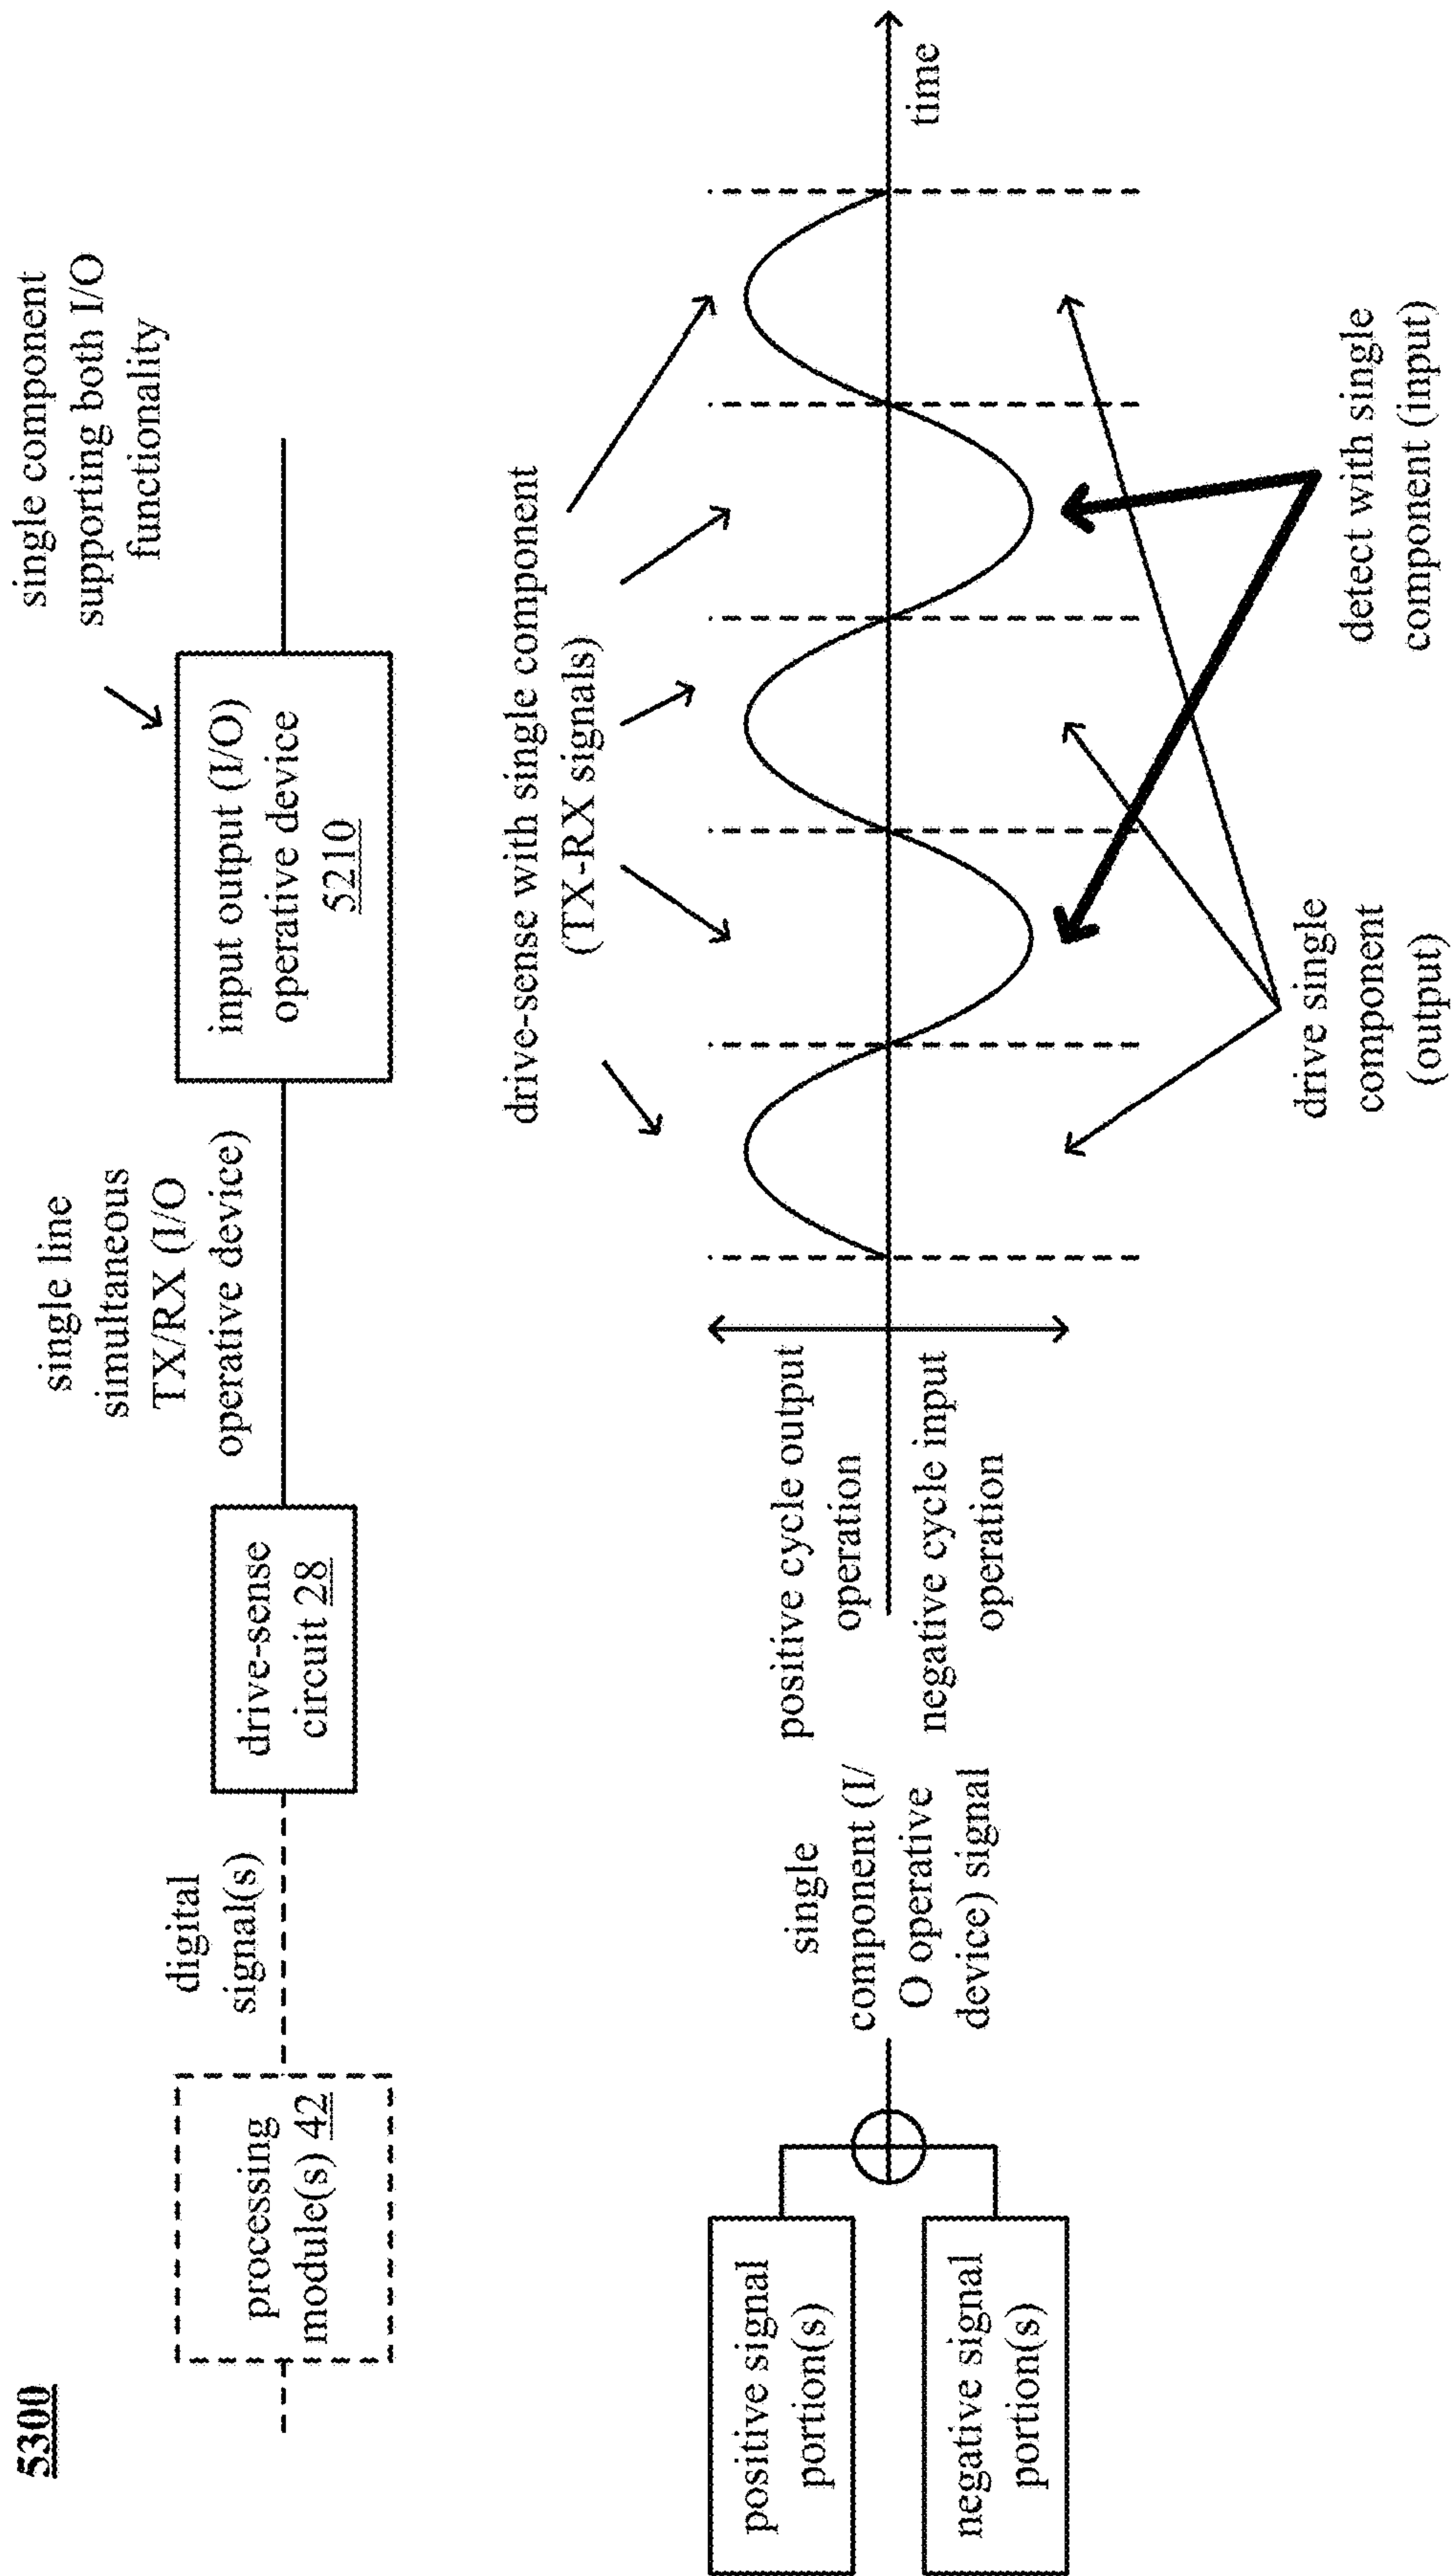 5300
processing
module(s) 42
digital
signal(s)
drive-sense
circuit 28
single line
simultaneous
TX/RX (I/O
operative device)
input output (I/O)
operative device
5210
single component
supporting both I/O
functionality
positive signal
portion(s)
negative signal
portion(s)
single
component (I/
O operative
device) signal
positive cycle output
operation
negative cycle input
operation
drive-sense with single component
(TX-RX signals)
time
drive single
component
(output)
detect with single
component (input)